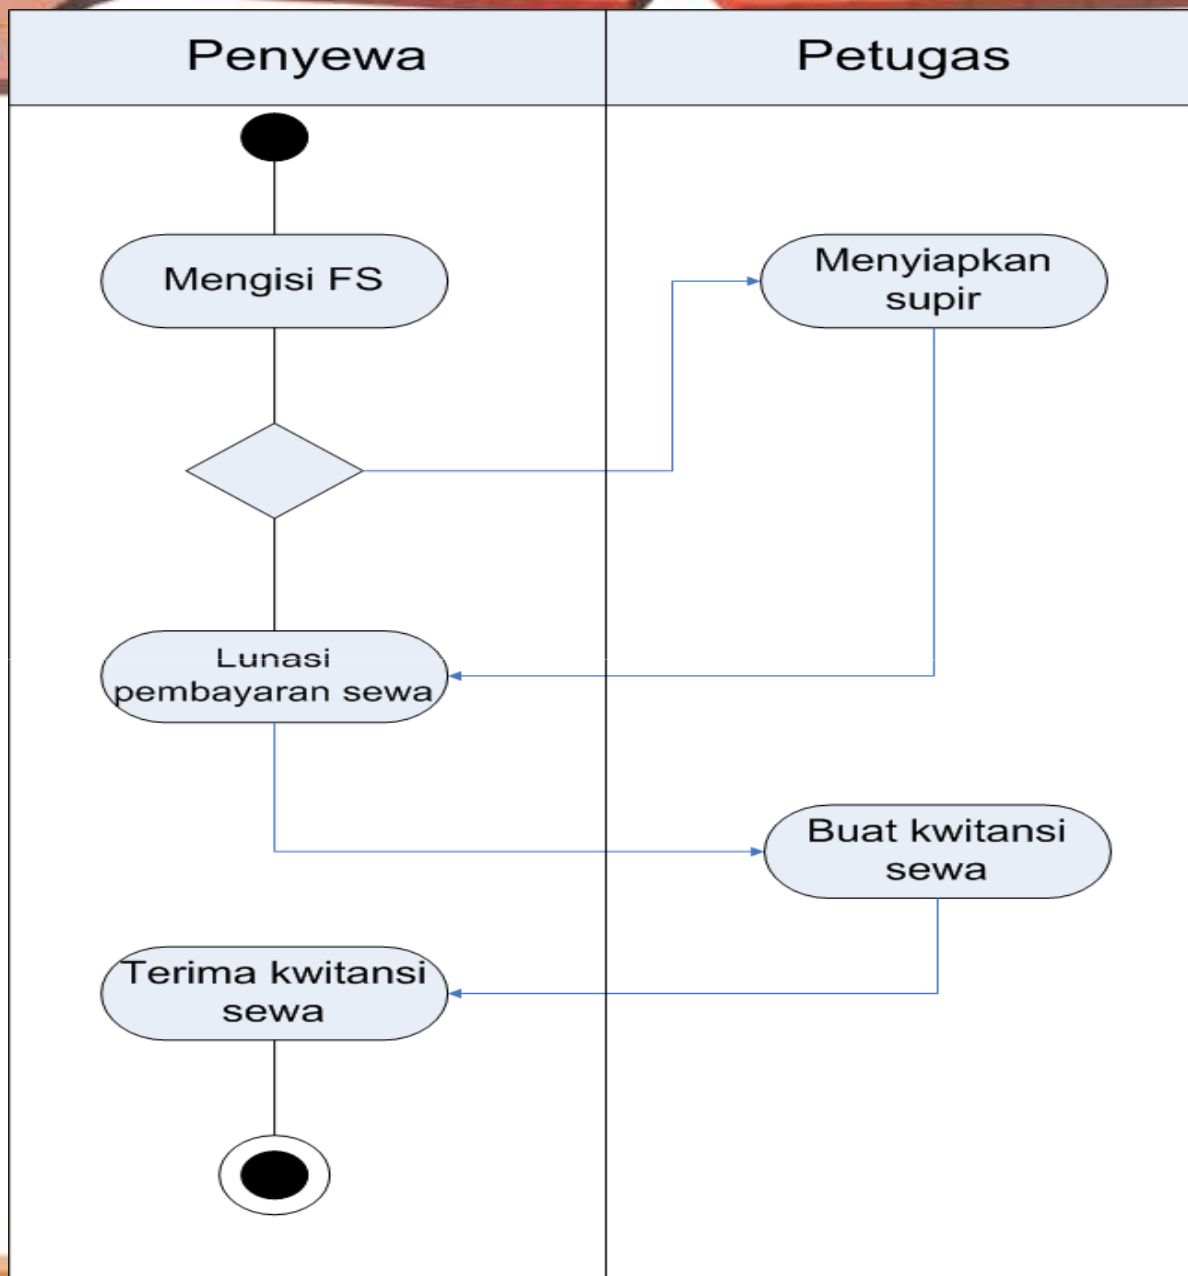 Penyewa
Petugas
Mengisi FS
Menyiapkan
supir
Lunasi
pembayaran sewa
Buat kwitansi
sewa
Terima kwitansi
sewa